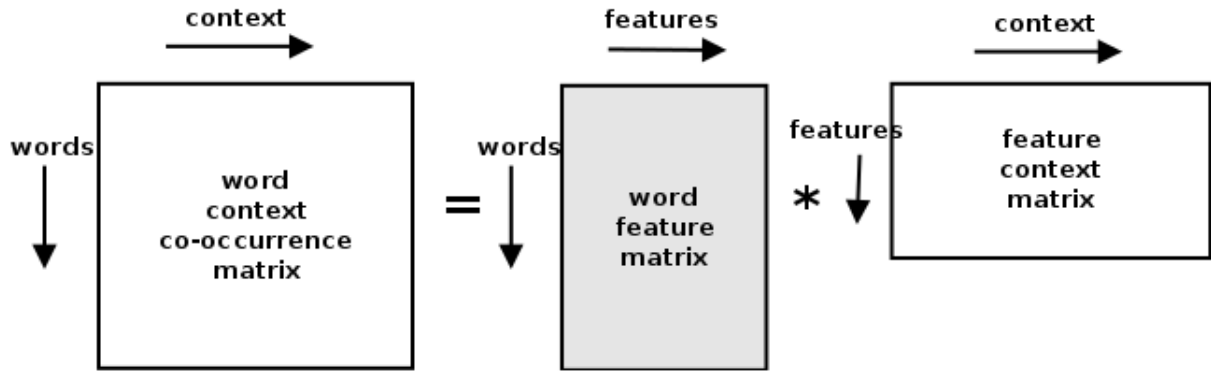 context
features
context
words
word
context
co-occurrence
matrix
=
words
word
feature
matrix
*
features
feature
context
matrix